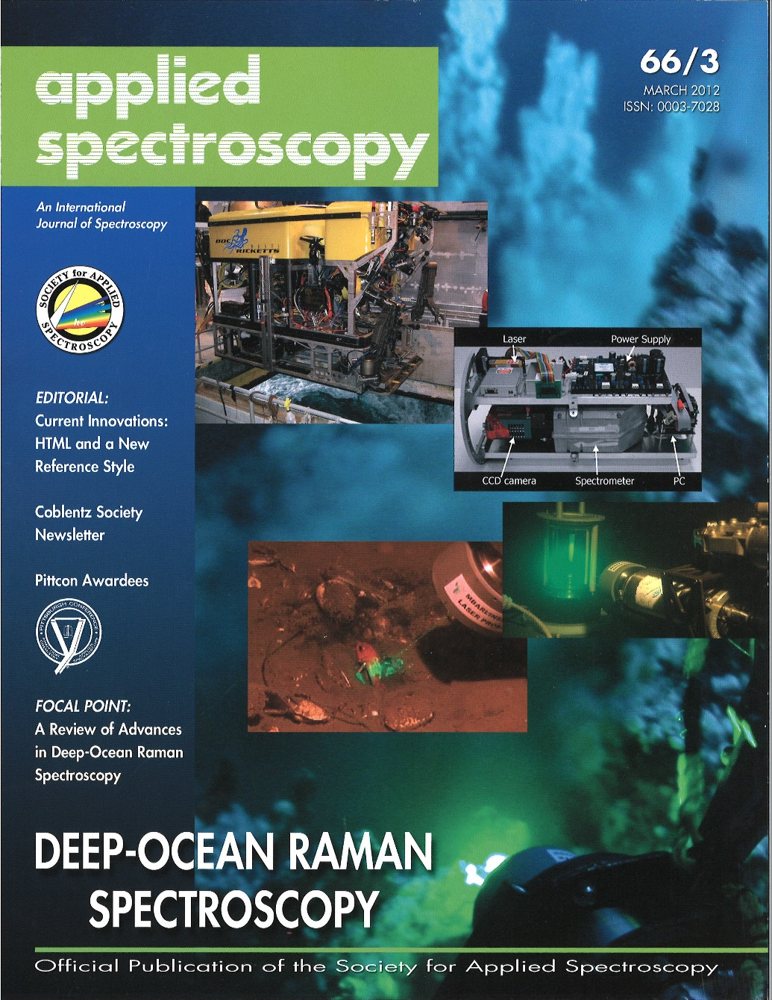 applied
spectroscopy
66/3
MARCH 2012
ISSN: 0003-7028
An International
Journal of Spectroscopy
DOC
RICKETTS
SOCIETY for APPLIED
SPECTROSCOPY
hν
Laser
Power Supply
CCD camera
Spectrometer
PC
EDITORIAL:
Current Innovations:
HTML and a New
Reference Style
Coblentz Society
Newsletter
Pittcon Awardees
PITTSBURGH CONFERENCE
LASER
FOCAL POINT:
A Review of Advances
in Deep-Ocean Raman
Spectroscopy
DEEP-OCEAN RAMAN
SPECTROSCOPY
Official Publication of the Society for Applied Spectroscopy